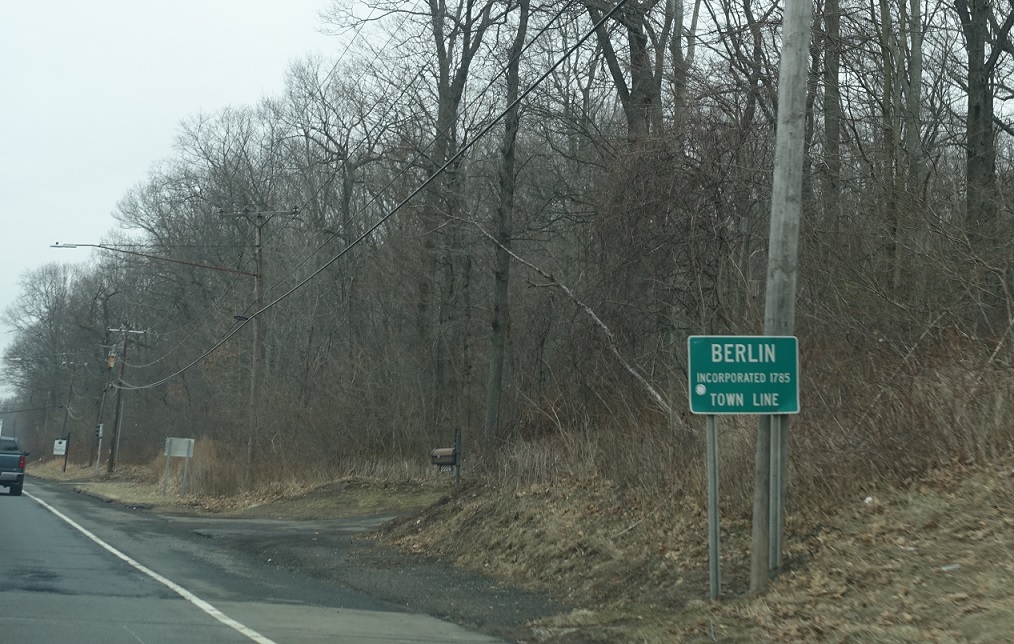 BERLIN
INCORPORATED 1785
TOWN LINE